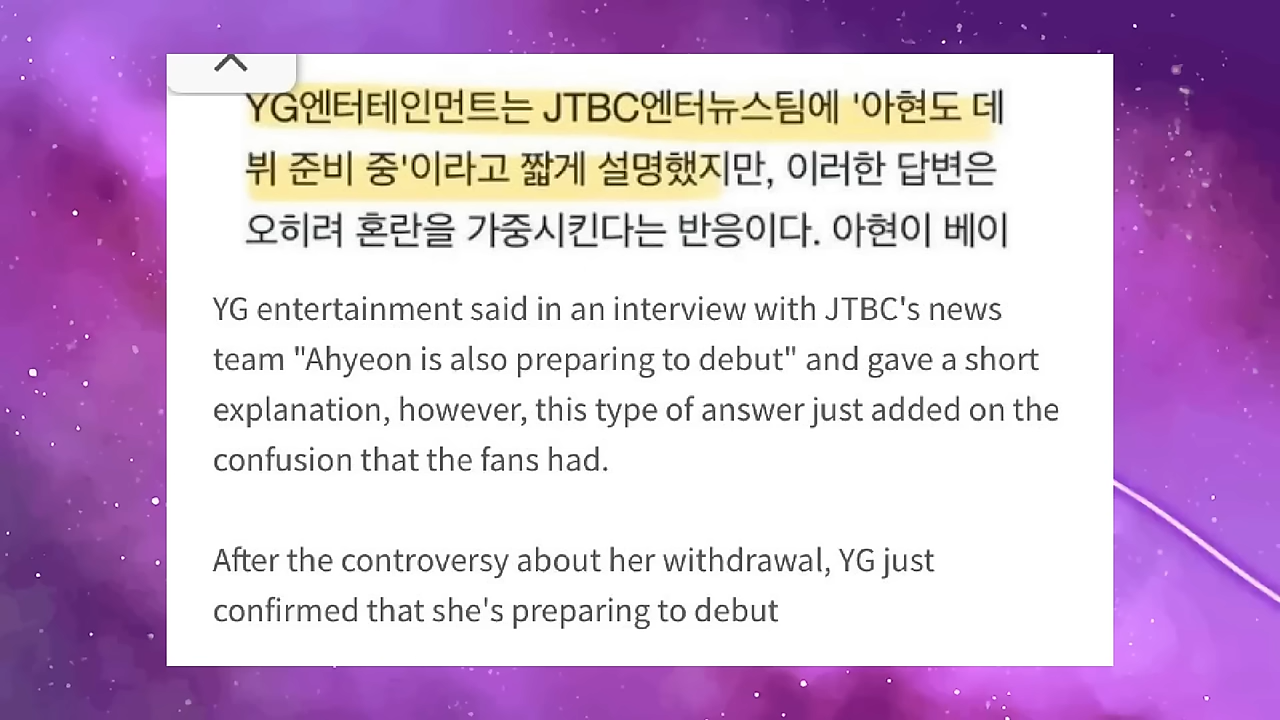 YG엔터테인먼트는 JTBC엔터뉴스팀에 '아현도 데
뷔 준비 중'이라고 짧게 설명했지만, 이러한 답변은
오히려 혼란을 가중시킨다는 반응이다. 아현이 베이
YG entertainment said in an interview with JTBC's news
team "Ahyeon is also preparing to debut" and gave a short
explanation, however, this type of answer just added on the
confusion that the fans had.
After the controversy about her withdrawal, YG just
confirmed that she's preparing to debut